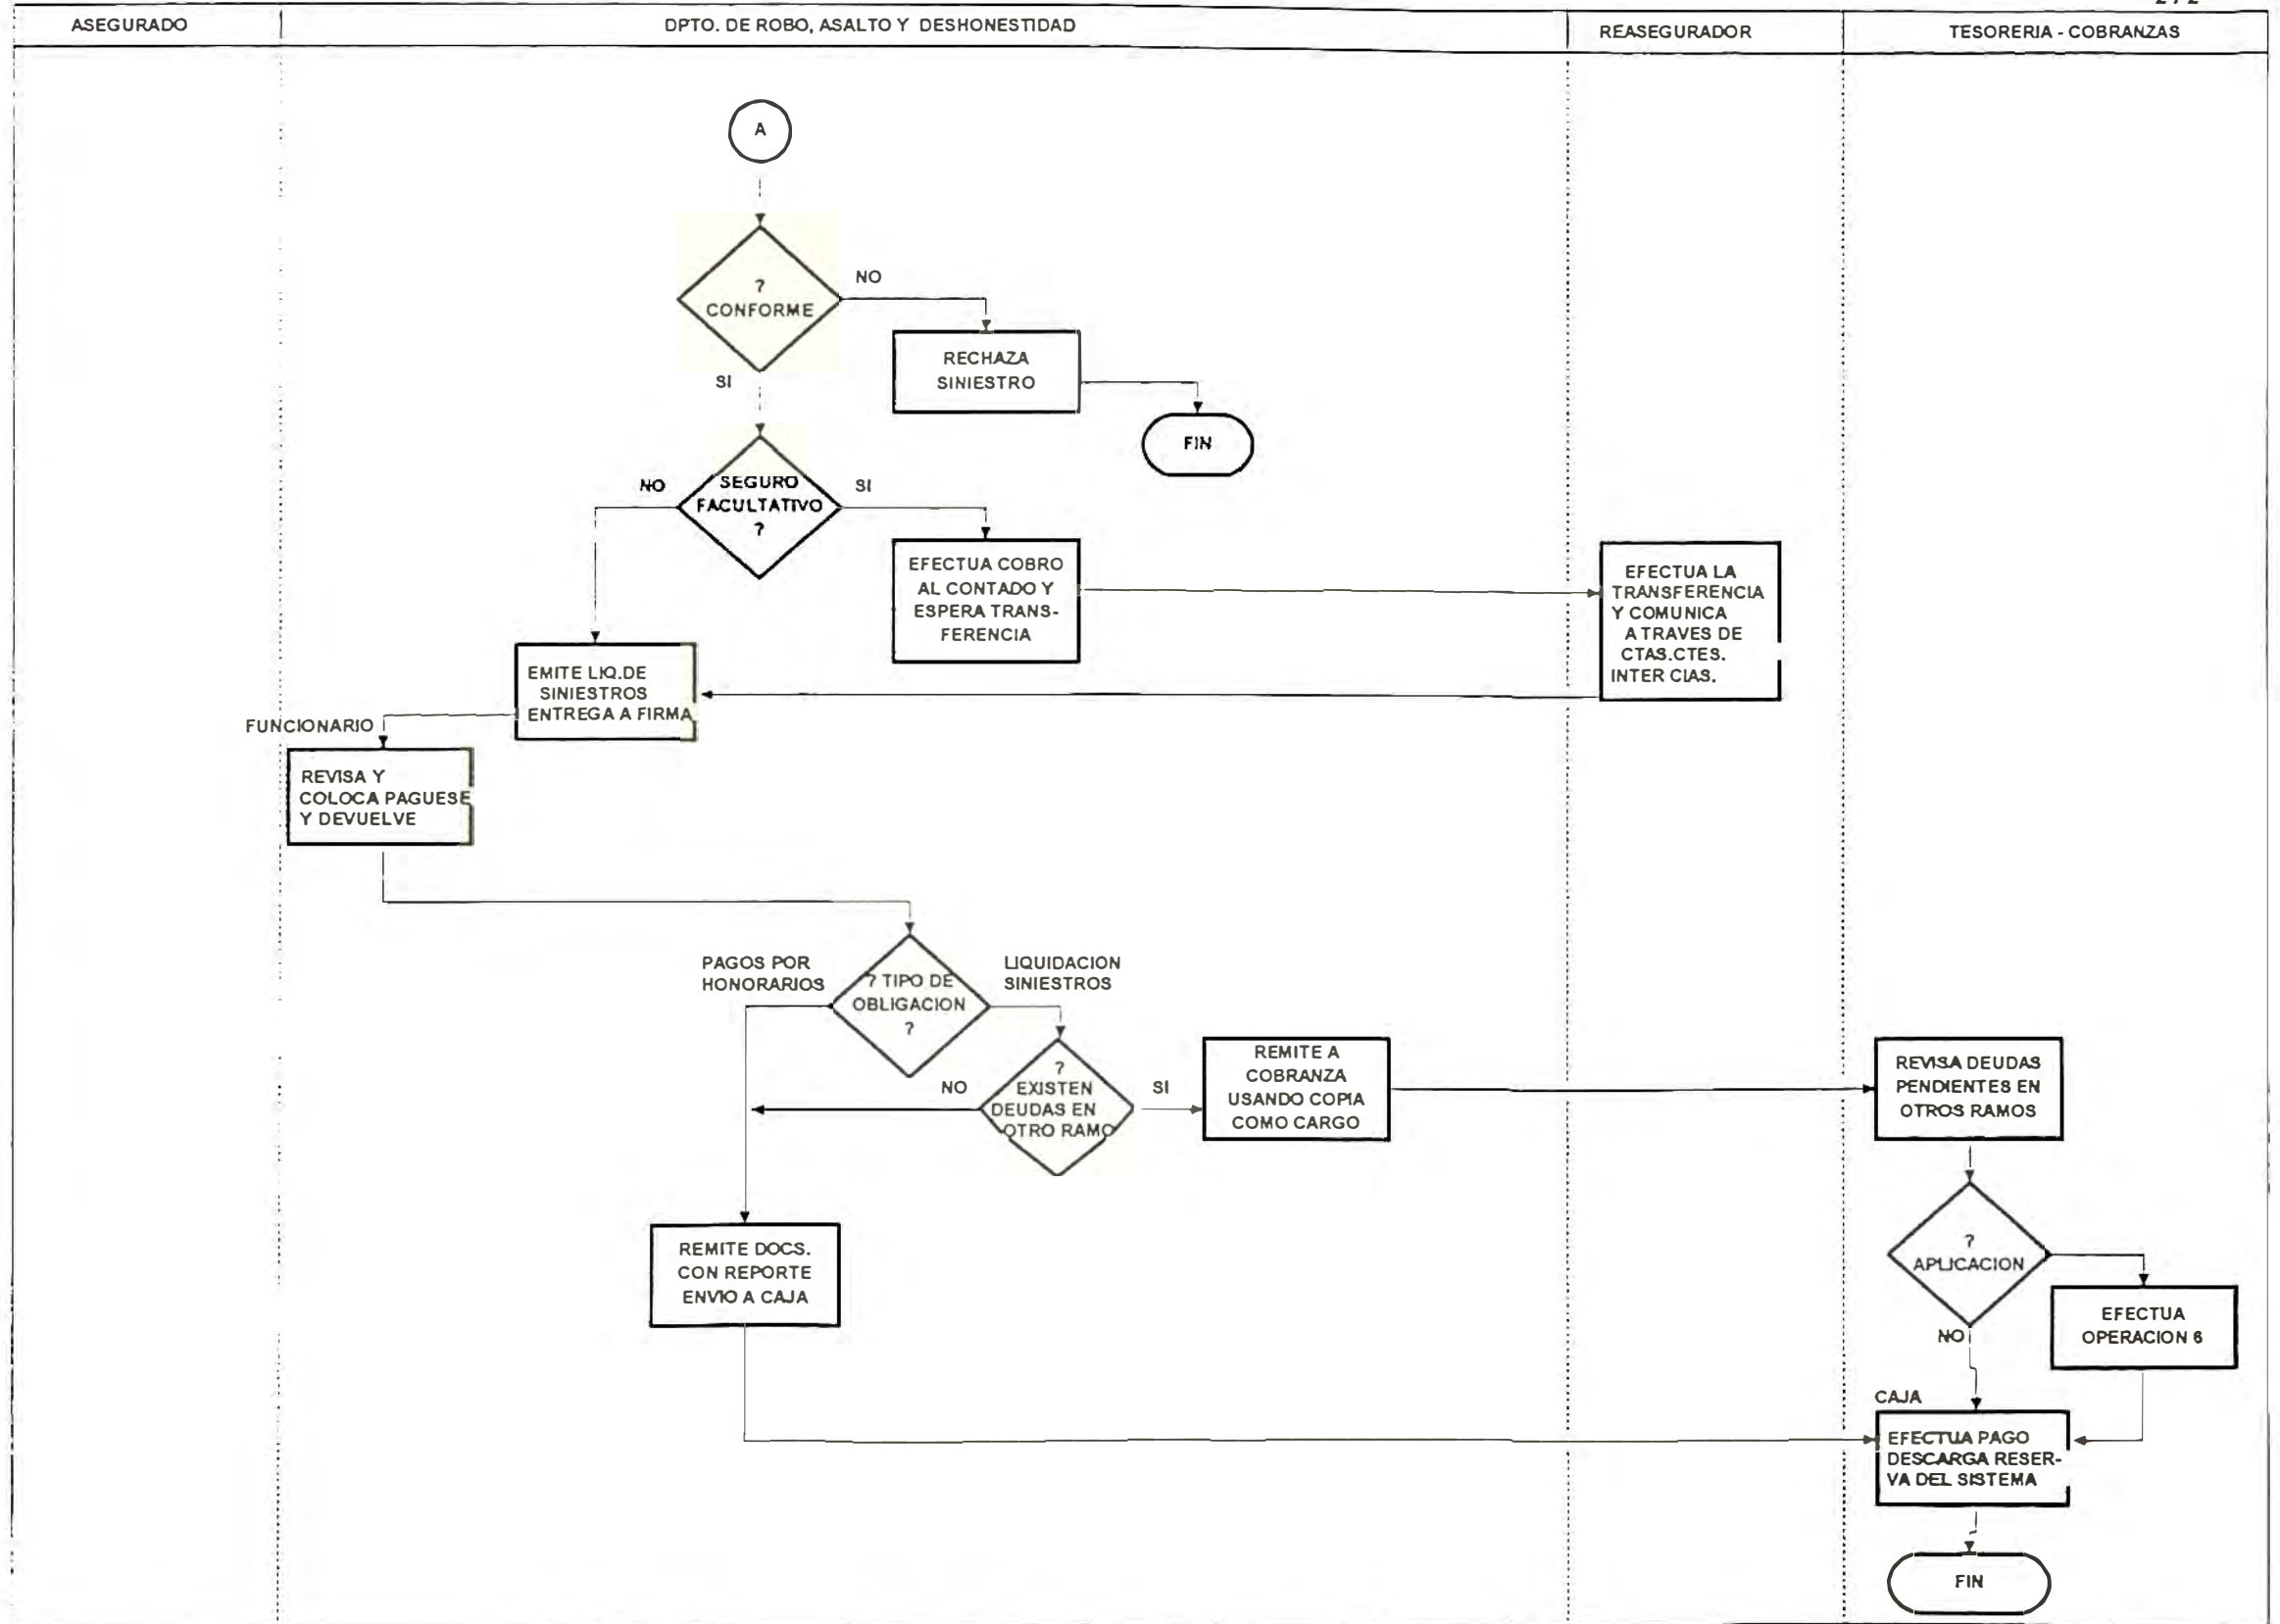 ASEGURADO
DPTO. DE ROBO, ASALTO Y DESHONESTIDAD
REASEGURADOR
TESORERIA - COBRANZAS
A
?
CONFORME
NO
SI
RECHAZA
SINIESTRO
FIN
NO
SEGURO
FACULTATIVO
?
SI
EFECTUA COBRO
AL CONTADO Y
ESPERA TRANS-
FERENCIA
EFECTUA LA
TRANSFERENCIA
Y COMUNICA
A TRAVES DE
CTAS.CTES.
INTER CIAS.
EMITE LIQ.DE
SINIESTROS
ENTREGA A FIRMA
FUNCIONARIO
REVISA Y
COLOCA PAGUESE
Y DEVUELVE
PAGOS POR
HONORARIOS
? TIPO DE
OBLIGACION
?
LIQUIDACION
SINIESTROS
NO
?
EXISTEN
DEUDAS EN
OTRO RAMO
SI
REMITE A
COBRANZA
USANDO COPIA
COMO CARGO
REVISA DEUDAS
PENDIENTES EN
OTROS RAMOS
?
APLICACION
NO
EFECTUA
OPERACION 6
REMITE DOCS.
CON REPORTE
ENVIO A CAJA
CAJA
EFECTUA PAGO
DESCARGA RESER-
VA DEL SISTEMA
FIN